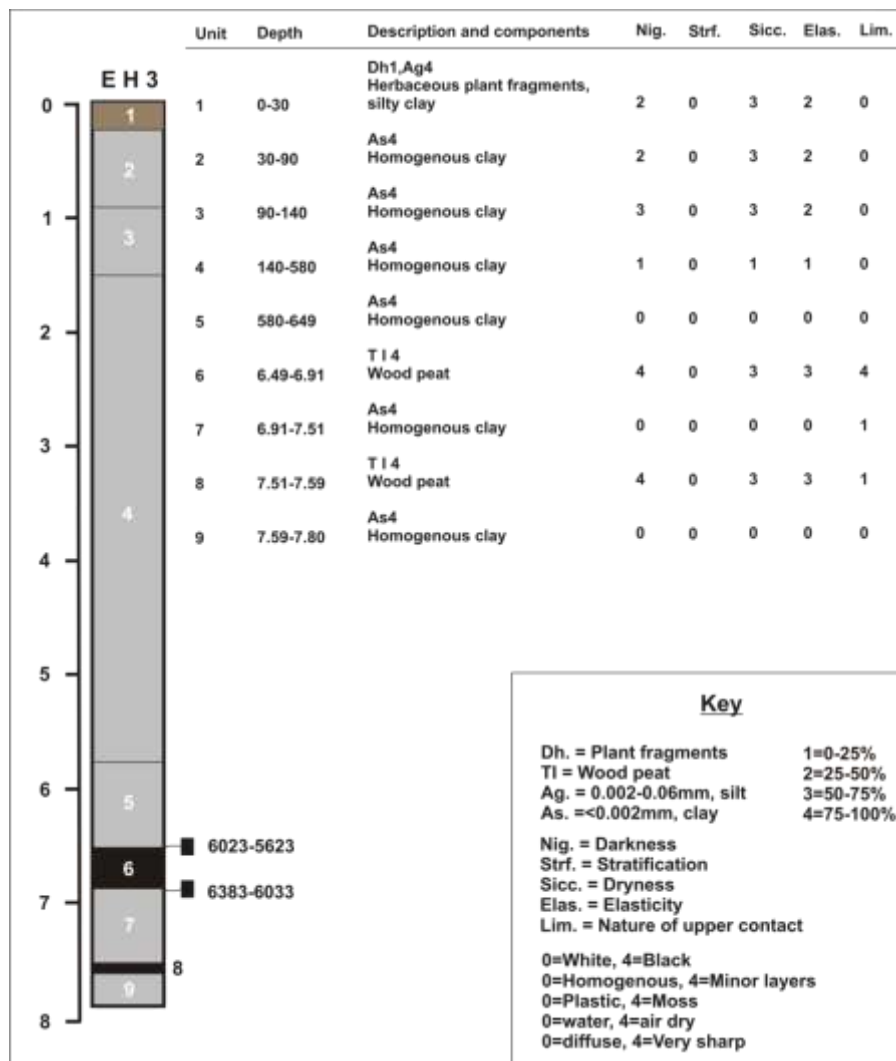 Unit Depth Description and components Nig. Strf. Sicc. Elas. Lim.
E H 3
Dh1,Ag4
Herbaceous plant fragments,
1 0-30 silty clay 2 0 3 2 0
As4
2 30-90 Homogenous clay 2 0 3 2 0
As4
3 90-140 Homogenous clay 3 0 3 2 0
As4
4 140-580 Homogenous clay 1 0 1 1 0
As4
5 580-649 Homogenous clay 0 0 0 0 0
T l 4
6 6.49-6.91 Wood peat 4 0 3 3 4
As4
7 6.91-7.51 Homogenous clay 0 0 0 0 1
T l 4
8 7.51-7.59 Wood peat 4 0 3 3 1
As4
9 7.59-7.80 Homogenous clay 0 0 0 0 0
0
1
2
3
4
5
6
7
8
1
2
3
4
5
6
7
8
9
6023-5623
6383-6033
Key
Dh. = Plant fragments 1=0-25%
Tl = Wood peat 2=25-50%
Ag. = 0.002-0.06mm, silt 3=50-75%
As. =<0.002mm, clay 4=75-100%
Nig. = Darkness
Strf. = Stratification
Sicc. = Dryness
Elas. = Elasticity
Lim. = Nature of upper contact
0=White, 4=Black
0=Homogenous, 4=Minor layers
0=Plastic, 4=Moss
0=water, 4=air dry
0=diffuse, 4=Very sharp